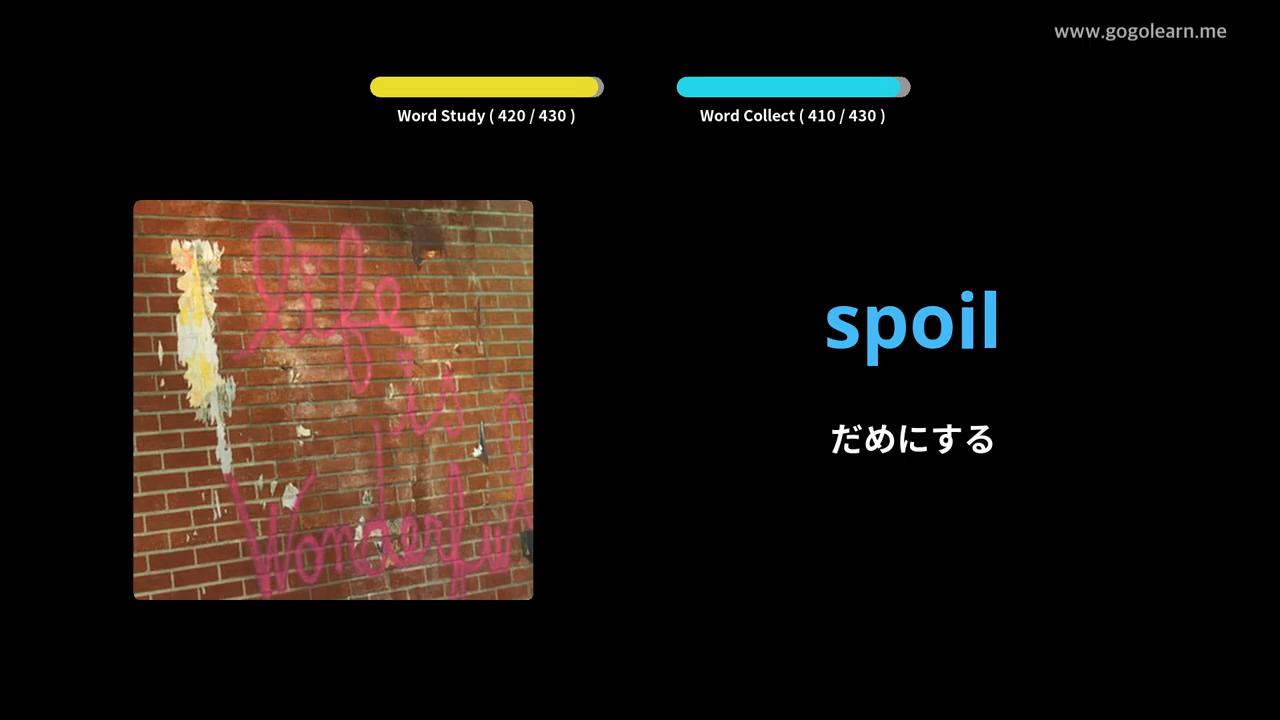 www.gogolearn.me
Word Study ( 420 / 430 )
Word Collect ( 410 / 430 )
life
is
Wonderful
spoil
だめにする